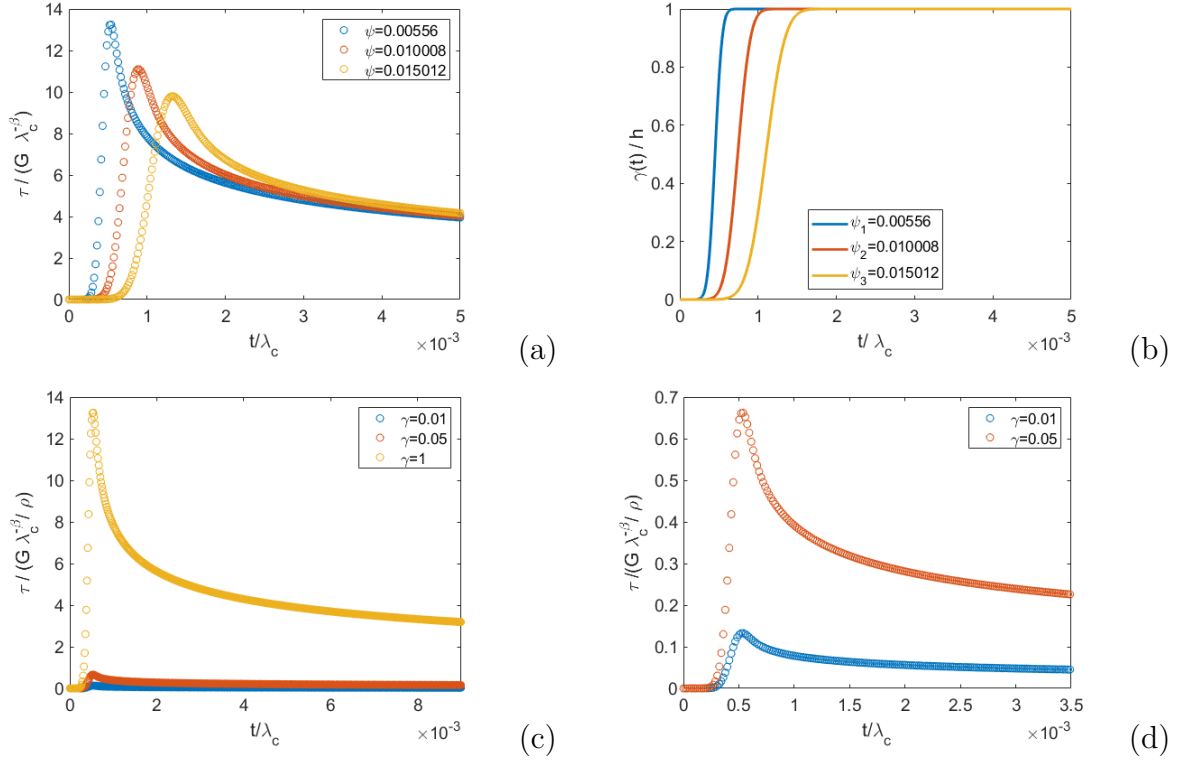 14
12
10
8
6
4
2
0
τ / (G λc^-β)
ψ=0.00556
ψ=0.010008
ψ=0.015012
0 1 2 3 4 5
t/λc
×10^-3
(a)
1
0.8
0.6
0.4
0.2
0
γ(t) / h
ψ1=0.00556
ψ2=0.010008
ψ3=0.015012
0 1 2 3 4 5
t/ λc
×10^-3
(b)
14
12
10
8
6
4
2
0
τ / (G λc^-β/ ρ)
γ=0.01
γ=0.05
γ=1
0 2 4 6 8
t/λc
×10^-3
(c)
0.7
0.6
0.5
0.4
0.3
0.2
0.1
0
τ /(G λc^-β/ ρ)
γ=0.01
γ=0.05
0 0.5 1 1.5 2 2.5 3 3.5
t/λc
×10^-3
(d)